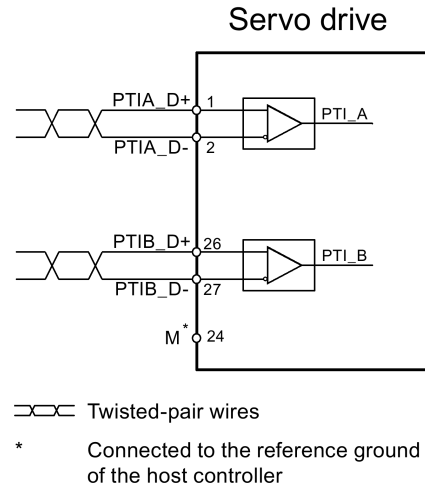 Servo drive
PTIA_D+ 1
PTI_A
PTIA_D- 2
PTIB_D+ 26
PTI_B
PTIB_D- 27
M* 24
Twisted-pair wires
* Connected to the reference ground
of the host controller